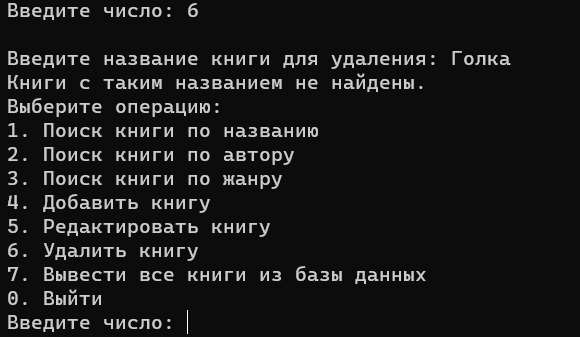 Введите число: 6
Введите название книги для удаления: Голка
Книги с таким названием не найдены.
Выберите операцию:
1. Поиск книги по названию
2. Поиск книги по автору
3. Поиск книги по жанру
4. Добавить книгу
5. Редактировать книгу
6. Удалить книгу
7. Вывести все книги из базы данных
0. Выйти
Введите число: